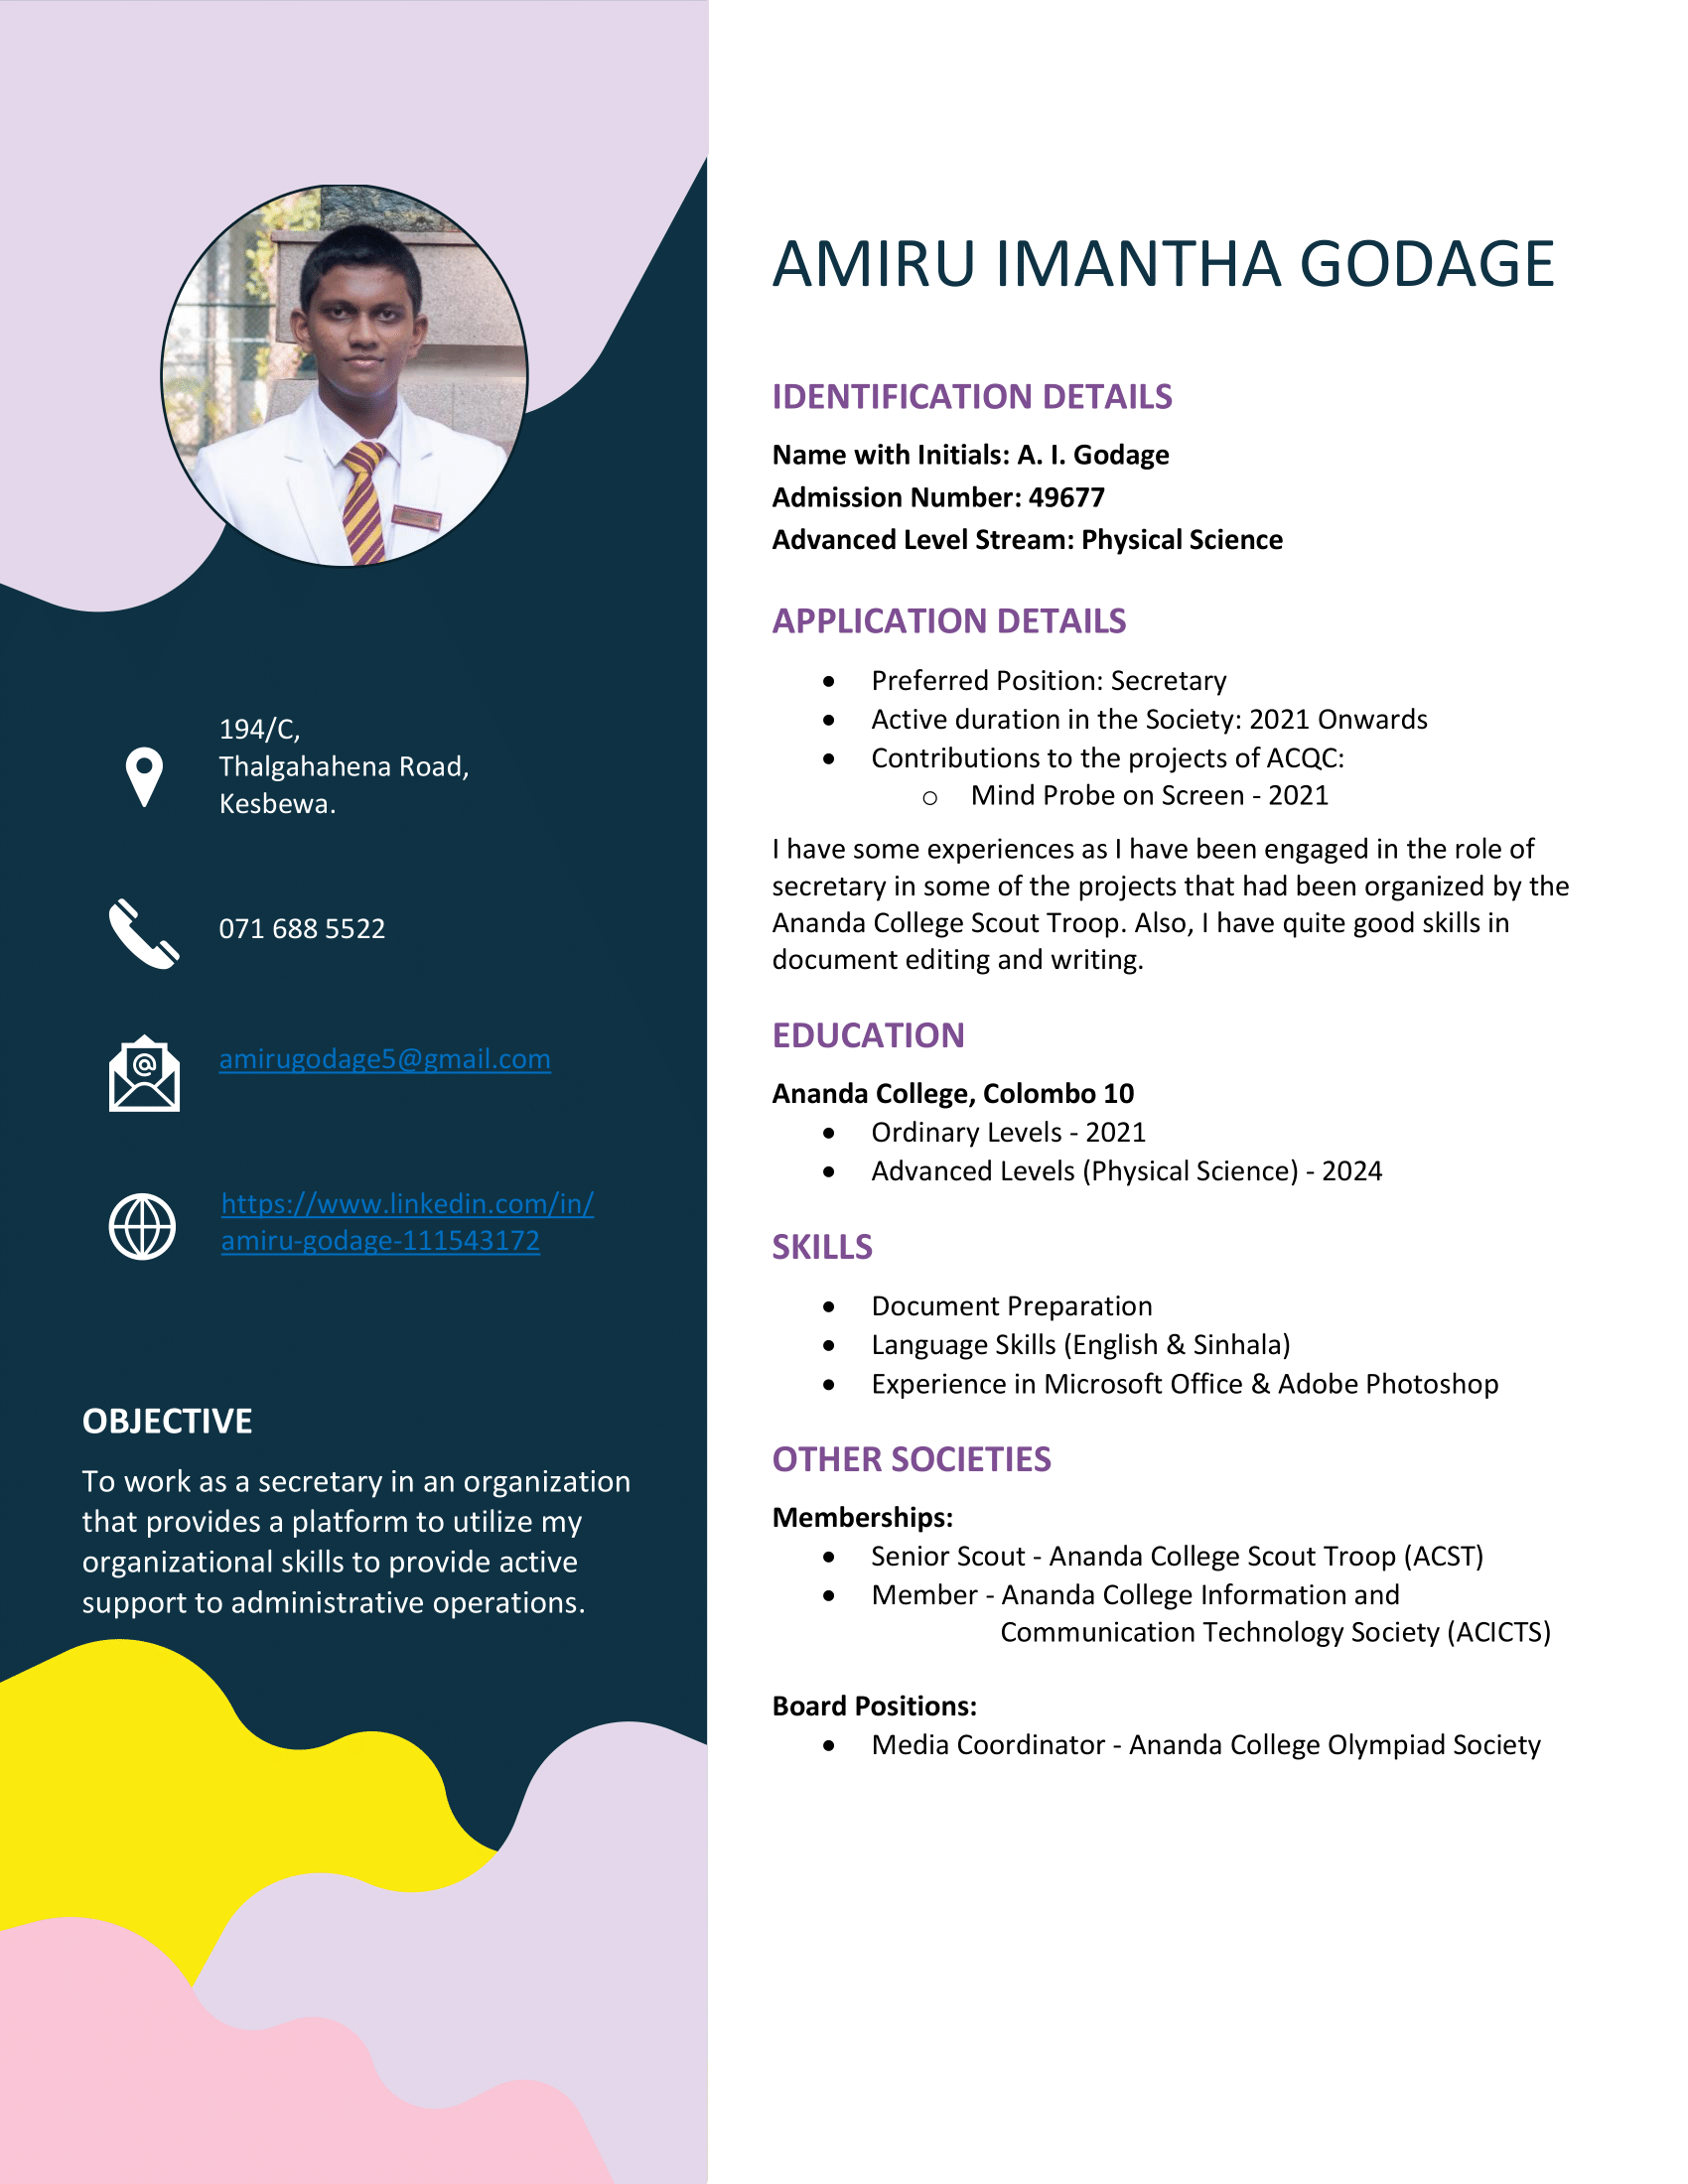 194/C,
Thalgahahena Road,
Kesbewa.
071 688 5522
amirugodage5@gmail.com
https://www.linkedin.com/in/
amiru-godage-111543172
OBJECTIVE
To work as a secretary in an organization
that provides a platform to utilize my
organizational skills to provide active
support to administrative operations.
AMIRU IMANTHA GODAGE
IDENTIFICATION DETAILS
Name with Initials: A. I. Godage
Admission Number: 49677
Advanced Level Stream: Physical Science
APPLICATION DETAILS
• Preferred Position: Secretary
• Active duration in the Society: 2021 Onwards
• Contributions to the projects of ACQC:
o Mind Probe on Screen - 2021
I have some experiences as I have been engaged in the role of
secretary in some of the projects that had been organized by the
Ananda College Scout Troop. Also, I have quite good skills in
document editing and writing.
EDUCATION
Ananda College, Colombo 10
• Ordinary Levels - 2021
• Advanced Levels (Physical Science) - 2024
SKILLS
• Document Preparation
• Language Skills (English & Sinhala)
• Experience in Microsoft Office & Adobe Photoshop
OTHER SOCIETIES
Memberships:
• Senior Scout - Ananda College Scout Troop (ACST)
• Member - Ananda College Information and
Communication Technology Society (ACICTS)
Board Positions:
• Media Coordinator - Ananda College Olympiad Society